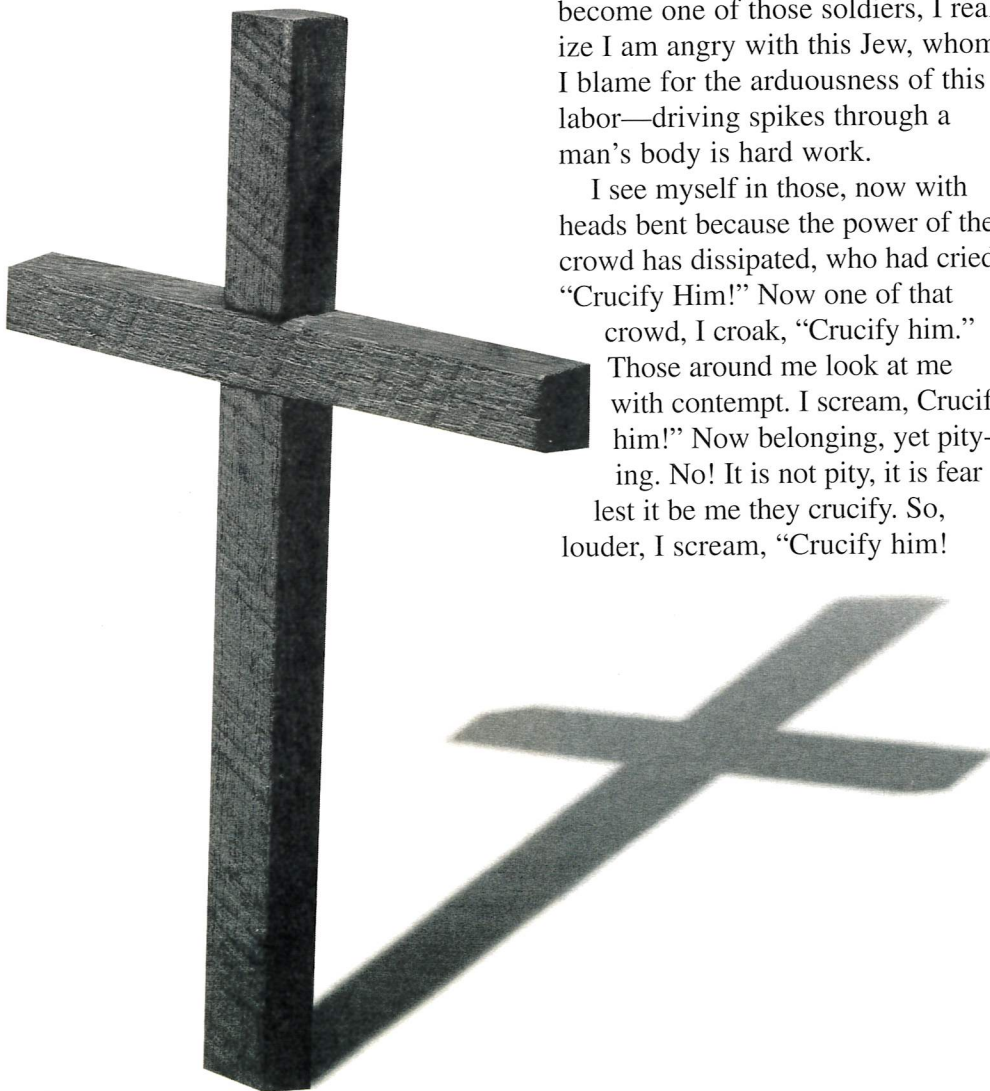 become one of those soldiers, I real
ize I am angry with this Jew, whom
I blame for the arduousness of this
labor—driving spikes through a
man’s body is hard work.
I see myself in those, now with
heads bent because the power of the
crowd has dissipated, who had cried
“Crucify Him!” Now one of that
crowd, I croak, “Crucify him.”
Those around me look at me
with contempt. I scream, Crucif
him!” Now belonging, yet pity-
ing. No! It is not pity, it is fear
lest it be me they crucify. So,
louder, I scream, “Crucify him!